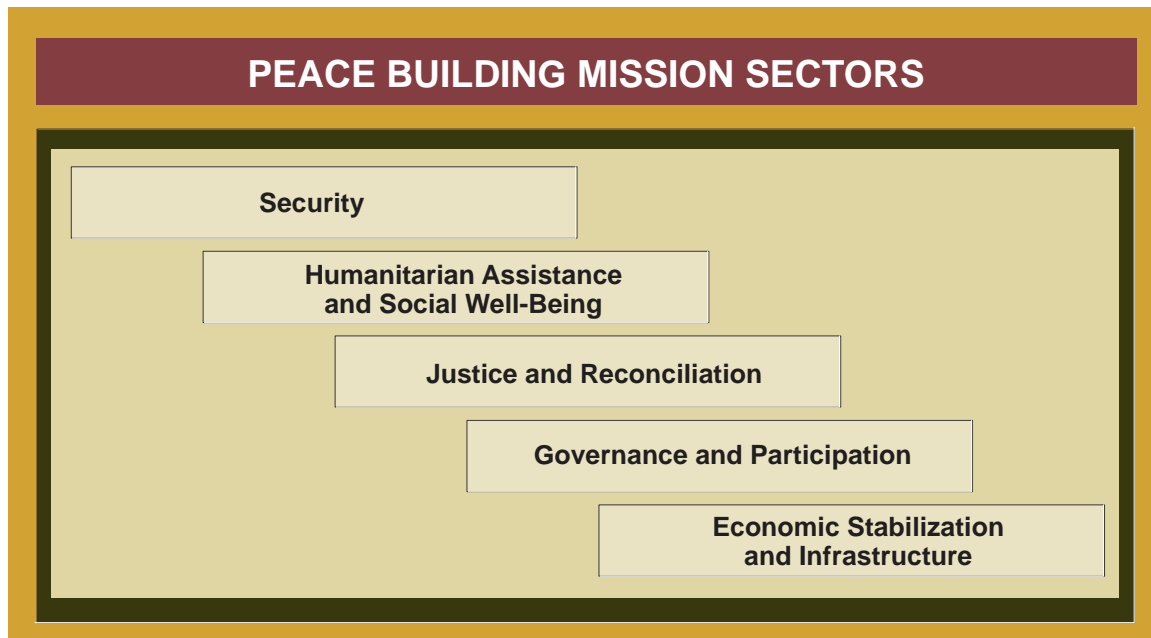 PEACE BUILDING MISSION SECTORS
Security
Humanitarian Assistance
and Social Well-Being
Justice and Reconciliation
Governance and Participation
Economic Stabilization
and Infrastructure